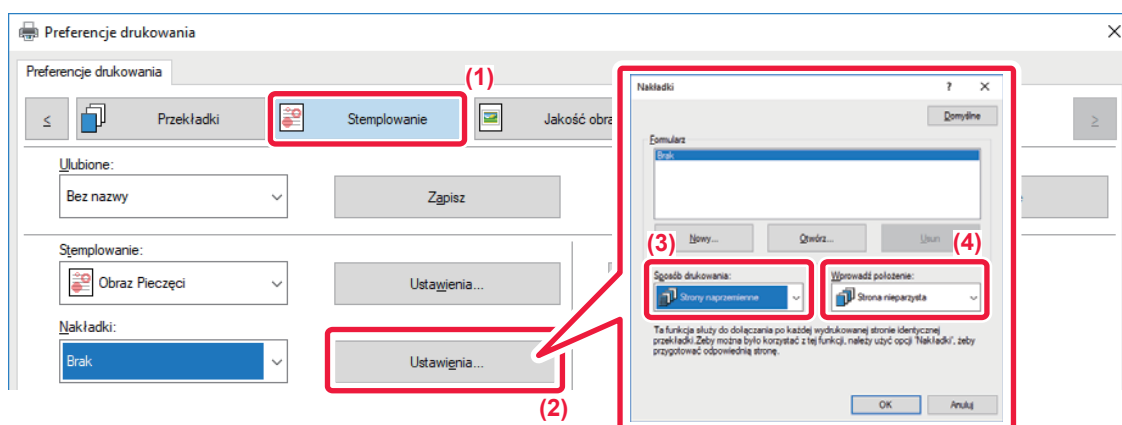 Preferencje drukowania
Preferencje drukowania
(1)
Przekładki
Stemplowanie
Jakość obra
Ulubione:
Bez nazwy
Zapisz
Stemplowanie:
Obraz Pieczęci
Ustawienia...
Nakładki:
Brak
Ustawienia...
(2)
Nakładki
?
Domyślne
Formularz
Brak
Nowy...
Otwórz...
Usuń
(3)
(4)
Sposób drukowania:
Wprowadź położenie:
Strony naprzemienne
Strona nieparzysta
Ta funkcja służy do dołączania po każdej wydrukowanej stronie identycznej
przekładki.Żeby można było korzystać z tej funkcji, należy użyć opcji 'Nakładki', żeby
przygotować odpowiednią stronę.
OK
Anuluj